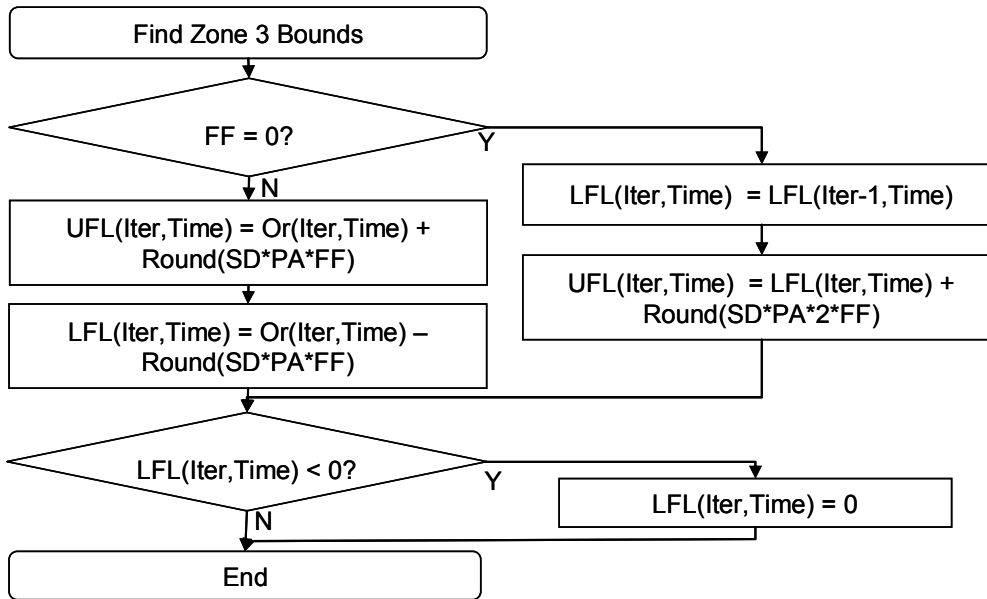 Find Zone 3 Bounds
FF = 0?
Y
N
LFL(Iter,Time) = LFL(Iter-1,Time)
UFL(Iter,Time) = Or(Iter,Time) +
Round(SD*PA*FF)
UFL(Iter,Time) = LFL(Iter,Time) +
Round(SD*PA*2*FF)
LFL(Iter,Time) = Or(Iter,Time) –
Round(SD*PA*FF)
LFL(Iter,Time) < 0?
Y
N
LFL(Iter,Time) = 0
End